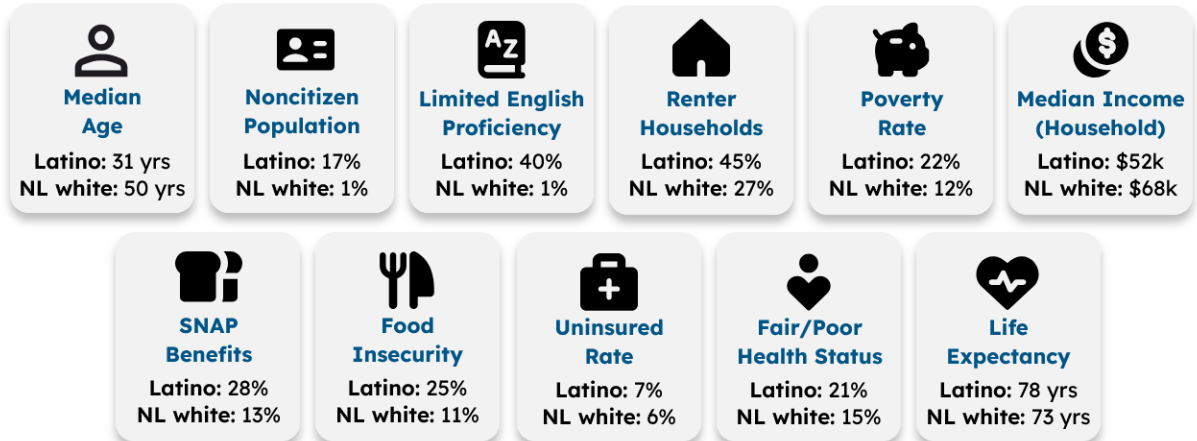 A Z
$
Median
Age
Latino: 31 yrs
NL white: 50 yrs
Noncitizen
Population
Latino: 17%
NL white: 1%
Limited English
Proficiency
Latino: 40%
NL white: 1%
Renter
Households
Latino: 45%
NL white: 27%
Poverty
Rate
Latino: 22%
NL white: 12%
Median Income
(Household)
Latino: $52k
NL white: $68k
SNAP
Benefits
Latino: 28%
NL white: 13%
Food
Insecurity
Latino: 25%
NL white: 11%
Uninsured
Rate
Latino: 7%
NL white: 6%
Fair/Poor
Health Status
Latino: 21%
NL white: 15%
Life
Expectancy
Latino: 78 yrs
NL white: 73 yrs